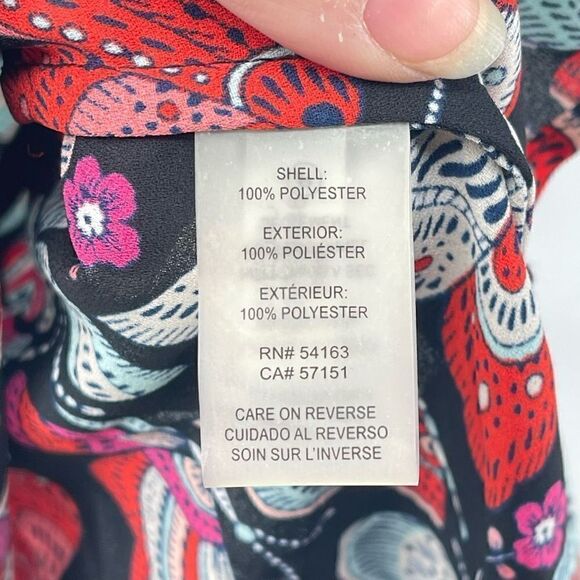 SHELL:
100% POLYESTER
EXTERIOR:
100% POLIÉSTER
EXTÉRIEUR:
100% POLYESTER
RN# 54163
CA# 57151
CARE ON REVERSE
CUIDADO AL REVERSO
SOIN SUR L'INVERSE